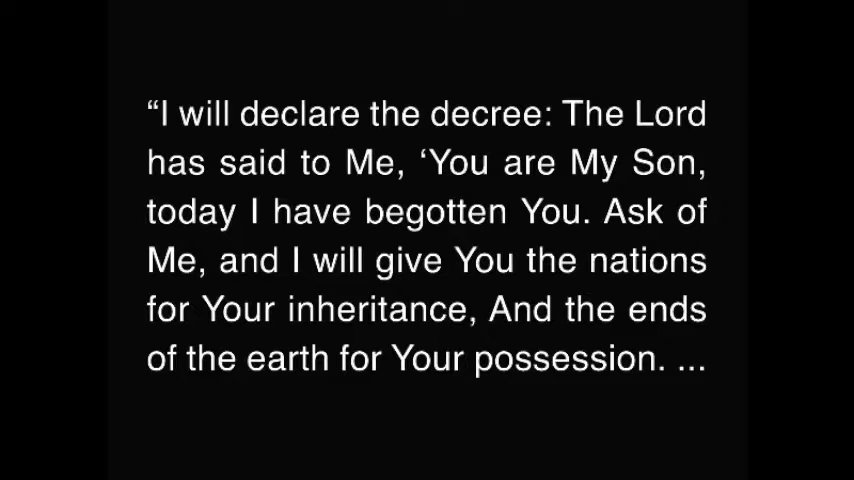 “I will declare the decree: The Lord
has said to Me, ‘You are My Son,
today I have begotten You. Ask of
Me, and I will give You the nations
for Your inheritance, And the ends
of the earth for Your possession. ...